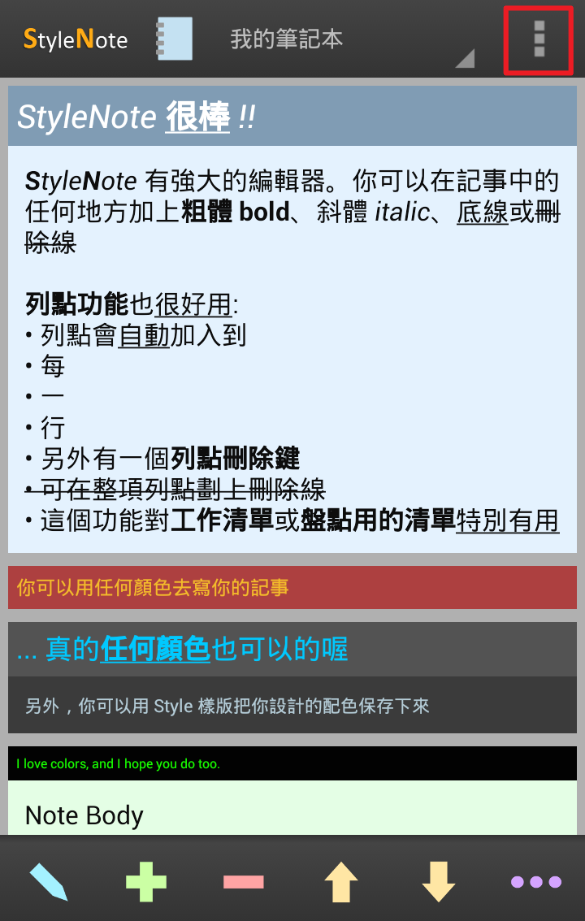 StyleNote 我的筆記本
StyleNote 很棒 !!
StyleNote 有強大的編輯器。你可以在記事中的
任何地方加上粗體 bold、斜體 italic、底線或刪
除線
列點功能也很好用:
• 列點會自動加入到
• 每
• 一
• 行
• 另外有一個列點刪除鍵
• 可在整項列點劃上刪除線
• 這個功能對工作清單或盤點用的清單特別有用
你可以用任何顏色去寫你的記事
... 真的任何顏色也可以的喔
另外，你可以用 Style 樣版把你設計的配色保存下來
I love colors, and I hope you do too.
Note Body